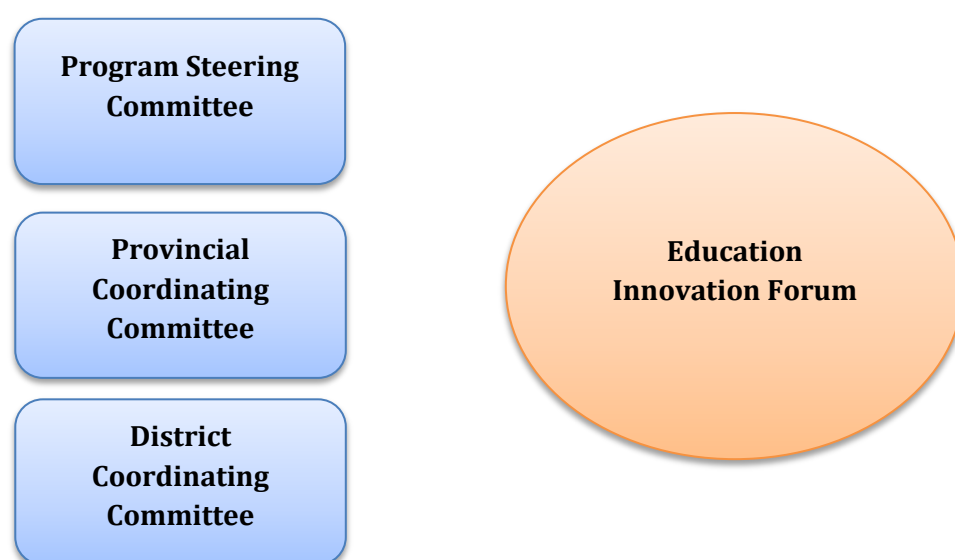 Program Steering
Committee
Provincial
Coordinating
Committee
District
Coordinating
Committee
Education
Innovation Forum